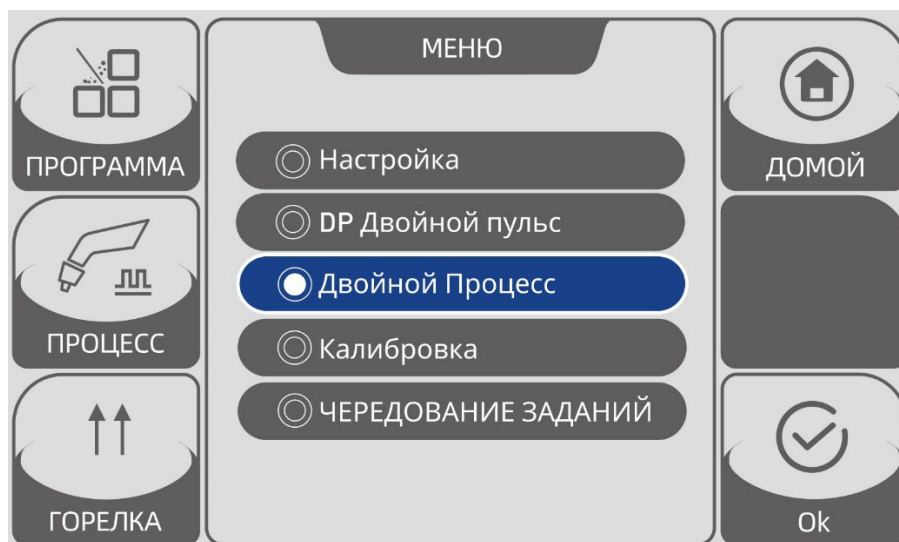 МЕНЮ
ПРОГРАММА
ПРОЦЕСС
ГОРЕЛКА
Настройка
DP Двойной пульс
Двойной Процесс
Калибровка
ЧЕРЕДОВАНИЕ ЗАДАНИЙ
ДОМОЙ
Ok